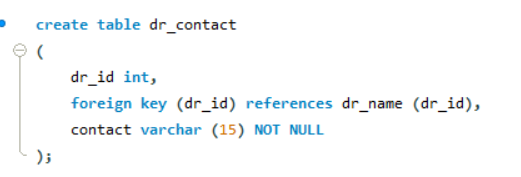 create table dr_contact
(
dr_id int,
foreign key (dr_id) references dr_name (dr_id),
contact varchar (15) NOT NULL
);